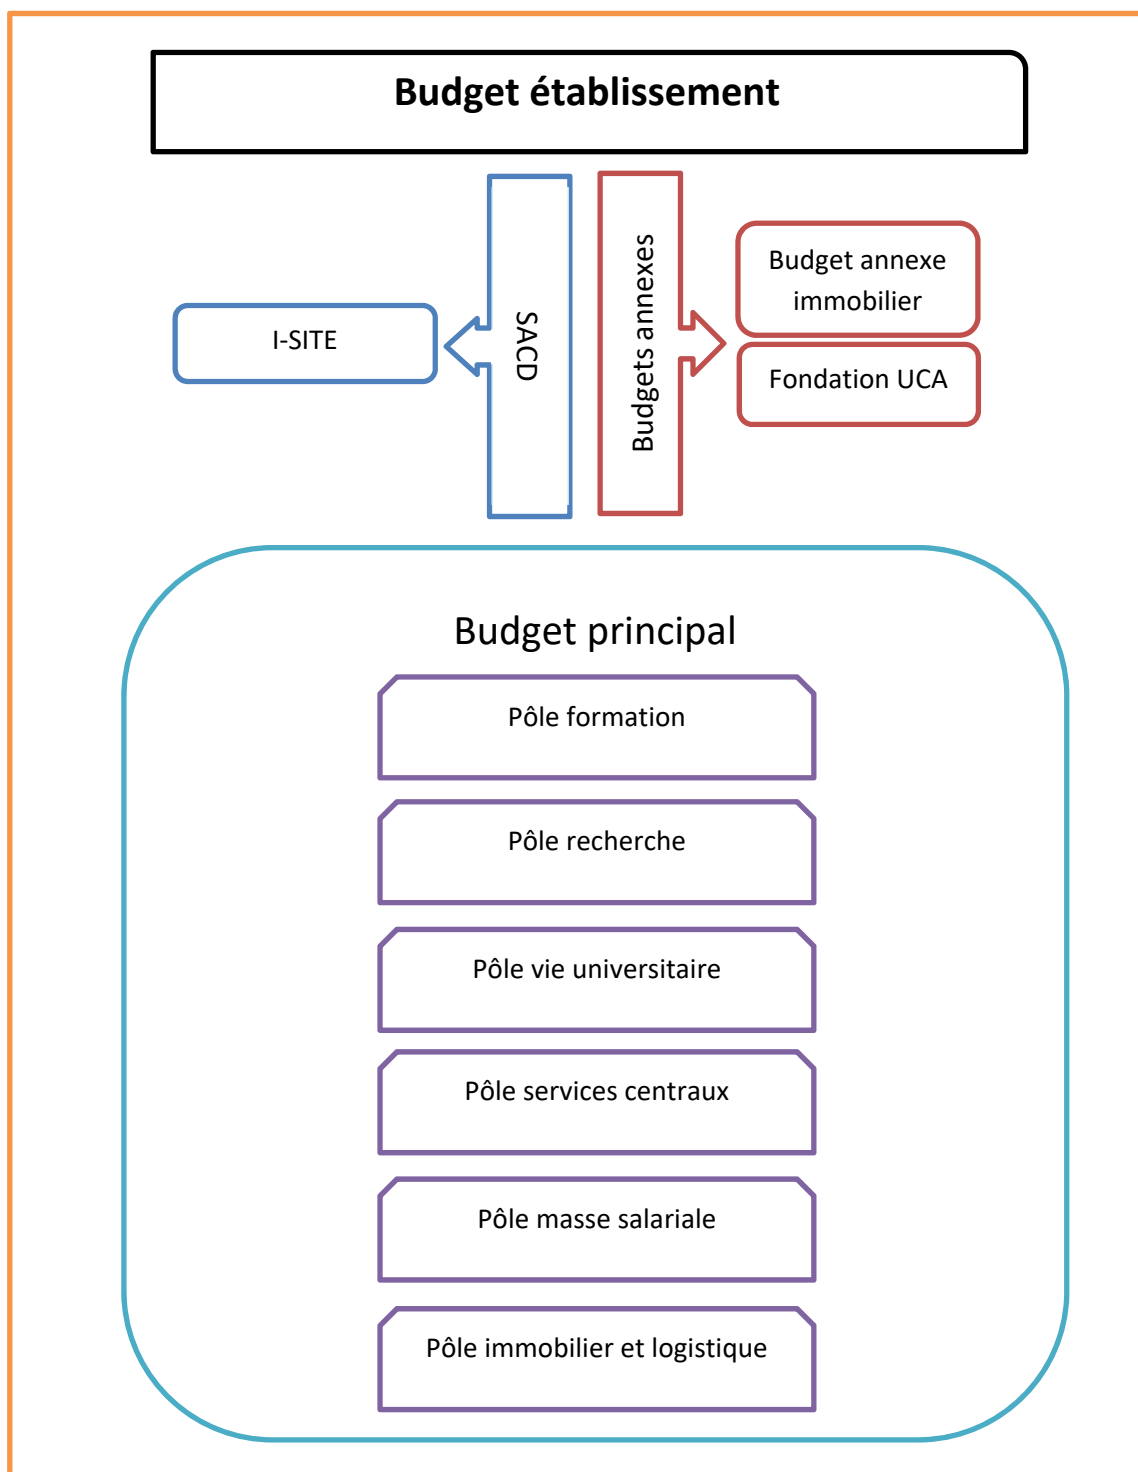 Budget établissement
I-SITE
SACD
Budgets annexes
Budget annexe
immobilier
Fondation UCA
Budget principal
Pôle formation
Pôle recherche
Pôle vie universitaire
Pôle services centraux
Pôle masse salariale
Pôle immobilier et logistique